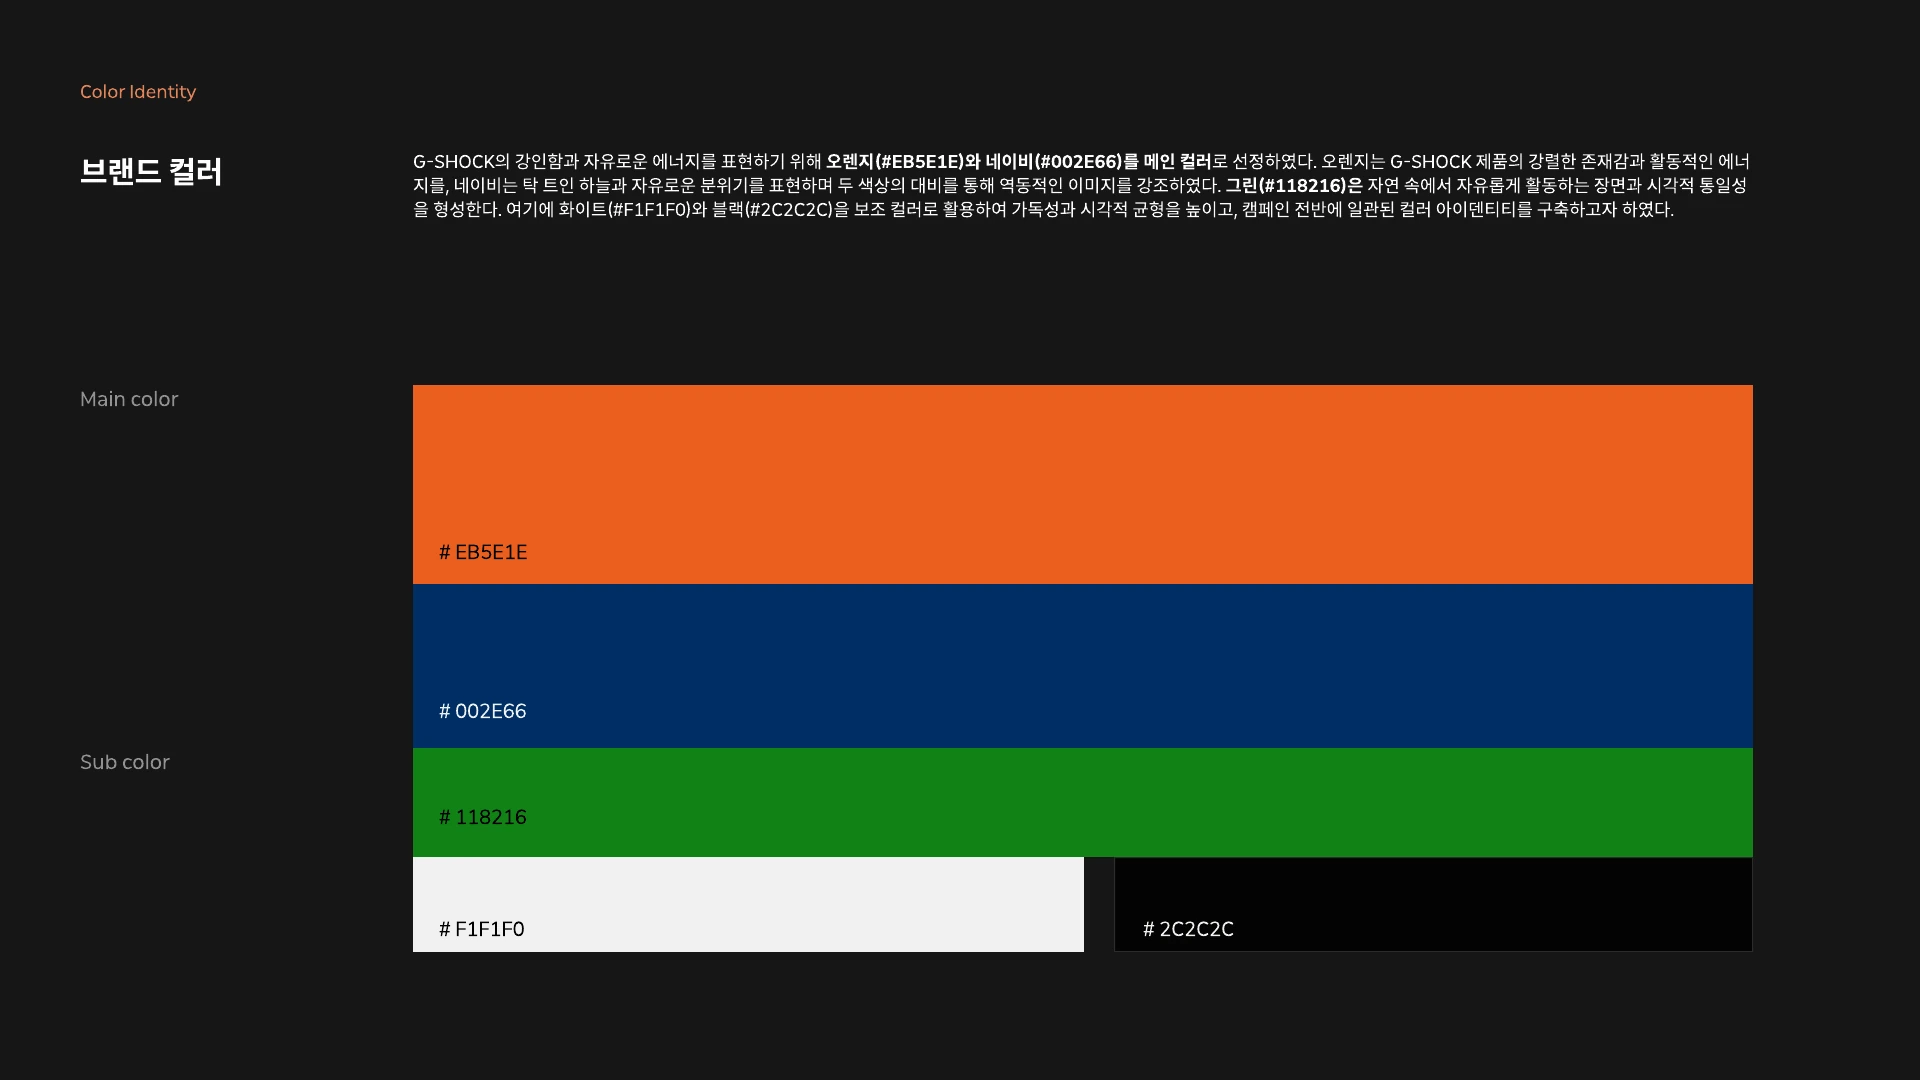 Color Identity
브랜드 컬러
G-SHOCK의 강인함과 자유로운 에너지를 표현하기 위해 오렌지(#EB5E1E)와 네이비(#002E66)를 메인 컬러로 선정하였다. 오렌지는 G-SHOCK 제품의 강렬한 존재감과 활동적인 에너
지를, 네이비는 탁 트인 하늘과 자유로운 분위기를 표현하며 두 색상의 대비를 통해 역동적인 이미지를 강조하였다. 그린(#118216)은 자연 속에서 자유롭게 활동하는 장면과 시각적 통일성
을 형성한다. 여기에 화이트(#F1F1F0)와 블랙(#2C2C2C)을 보조 컬러로 활용하여 가독성과 시각적 균형을 높이고, 캠페인 전반에 일관된 컬러 아이덴티티를 구축하고자 하였다.
Main color
# EB5E1E
# 002E66
Sub color
# 118216
# F1F1F0
# 2C2C2C